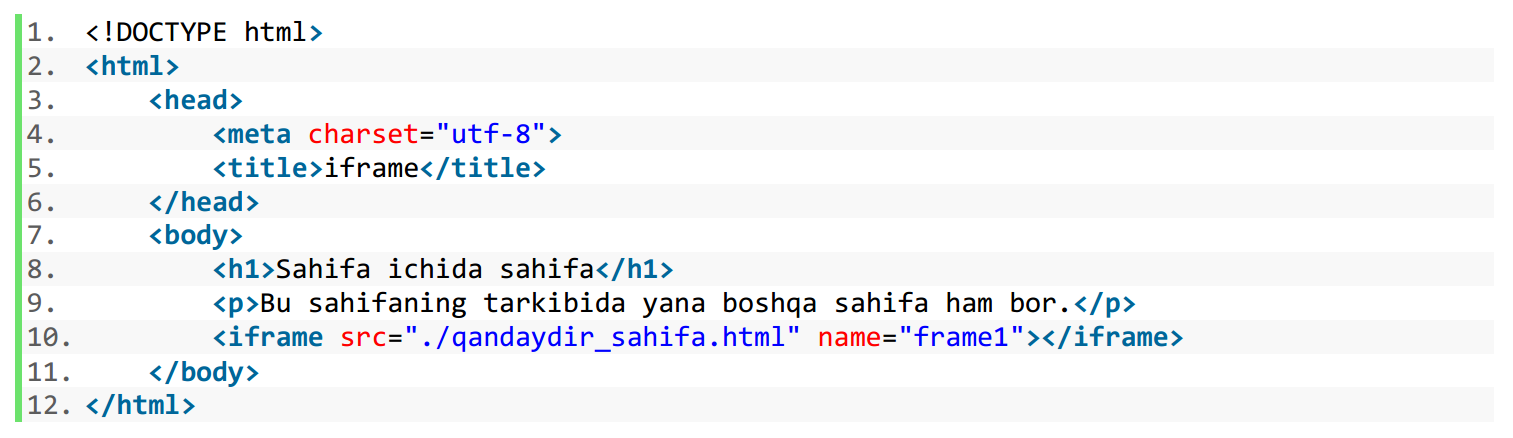 1. <!DOCTYPE html>
2. <html>
3.     <head>
4.         <meta charset="utf-8">
5.         <title>iframe</title>
6.     </head>
7.     <body>
8.         <h1>Sahifa ichida sahifa</h1>
9.         <p>Bu sahifaning tarkibida yana boshqa sahifa ham bor.</p>
10.         <iframe src="./qandaydir_sahifa.html" name="frame1"></iframe>
11.     </body>
12. </html>